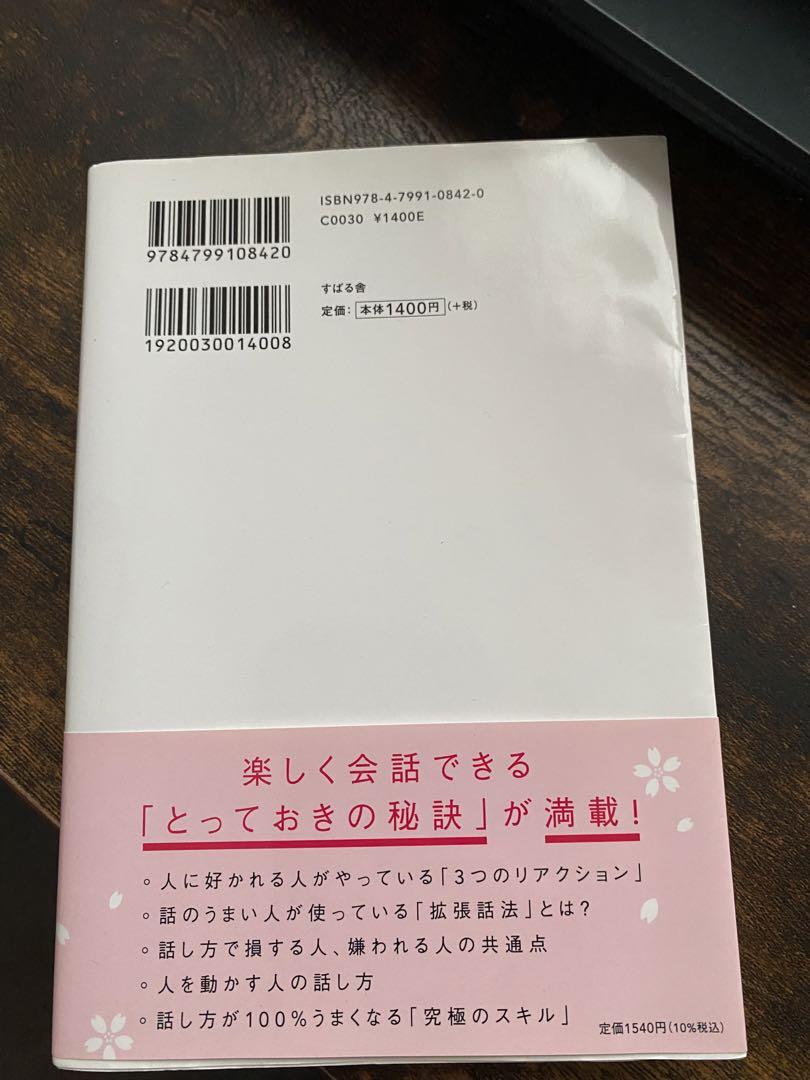 ISBN978-4-7991-0842-0
C0030 ¥1400E
9784799108420
すばる舎
定価：本体1400円（+税）
1920030014008
楽しく会話できる
「とっておきの秘訣」が満載！
◦人に好かれる人がやっている「3つのリアクション」
◦話のうまい人が使っている「拡張話法」とは？
◦話し方で損する人、嫌われる人の共通点
◦人を動かす人の話し方
◦話し方が100％うまくなる「究極のスキル」
定価1540円（10％税込）